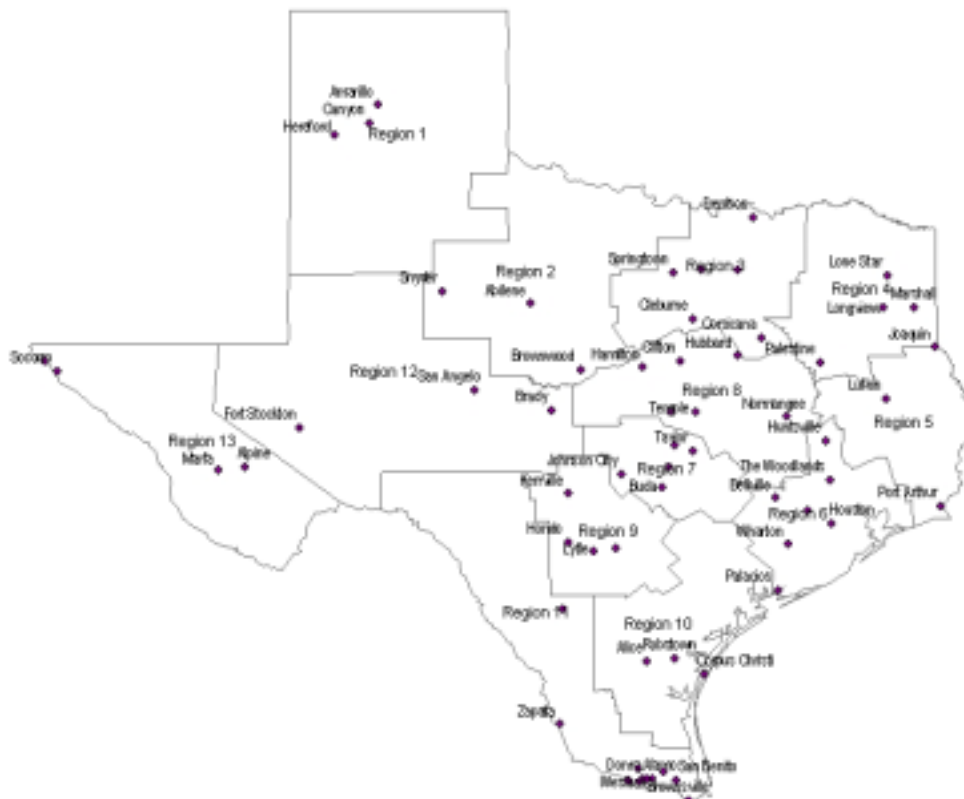 Amarillo
Canyon
Hereford
Region 1
Denison
Springtown
Region 3
Lone Star
Snyder
Region 2
Abilene
Region 4
Marshall
Longview
Cleburne
Corsicana
Joaquin
Socorro
Clifton
Hubbard
Palestine
Brownwood
Hamilton
Region 12
San Angelo
Lufkin
Brady
Region 8
Temple
Normangee
Region 5
Fort Stockton
Huntsville
Region 13
Marfa
Alpine
Taylor
Johnson City
Region 7
The Woodlands
Kerrville
Buda
Bellville
Port Arthur
Region 6
Houston
Hondo
Region 9
Wharton
Lytle
Palacios
Region 11
Region 10
Alice
Robstown
Corpus Christi
Zapata
Donna
Alamo
San Benito
Brownsville